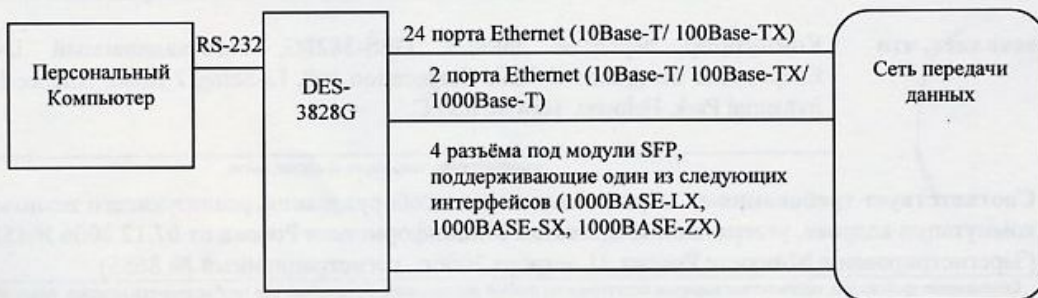 Персональный
Компьютер
RS-232
DES-
3828G
24 порта Ethernet (10Base-T/ 100Base-TX)
2 порта Ethernet (10Base-T/ 100Base-TX/
1000Base-T)
4 разъёма под модули SFP,
поддерживающие один из следующих
интерфейсов (1000BASE-LX,
1000BASE-SX, 1000BASE-ZX)
Сеть передачи
данных